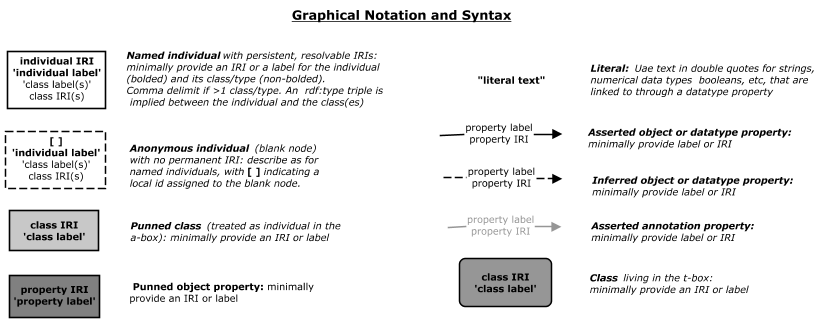 Graphical Notation and Syntax
individual IRI
'individual label'
'class label(s)'
class IRI(s)
Named individual with persistent, resolvable IRIs:
minimally provide an IRI or a label for the individual
(bolded) and its class/type (non-bolded).
Comma delimit if >1 class/type. An rdf:type triple is
implied between the individual and the class(es)
[ ]
'individual label'
'class label(s)'
class IRI(s)
Anonymous individual (blank node)
with no permanent IRI: describe as for
named individuals, with [ ] indicating a
local id assigned to the blank node.
class IRI
'class label'
Punned class (treated as individual in the
a-box): minimally provide an IRI or label
property IRI
'property label'
Punned object property: minimally
provide an IRI or label
"literal text"
Literal: Uae text in double quotes for strings,
numerical data types booleans, etc, that are
linked to through a datatype property
property label
property IRI
Asserted object or datatype property:
minimally provide label or IRI
property label
property IRI
Inferred object or datatype property:
minimally provide label or IRI
property label
property IRI
Asserted annotation property:
minimally provide label or IRI
class IRI
'class label'
Class living in the t-box:
minimally provide an IRI or label